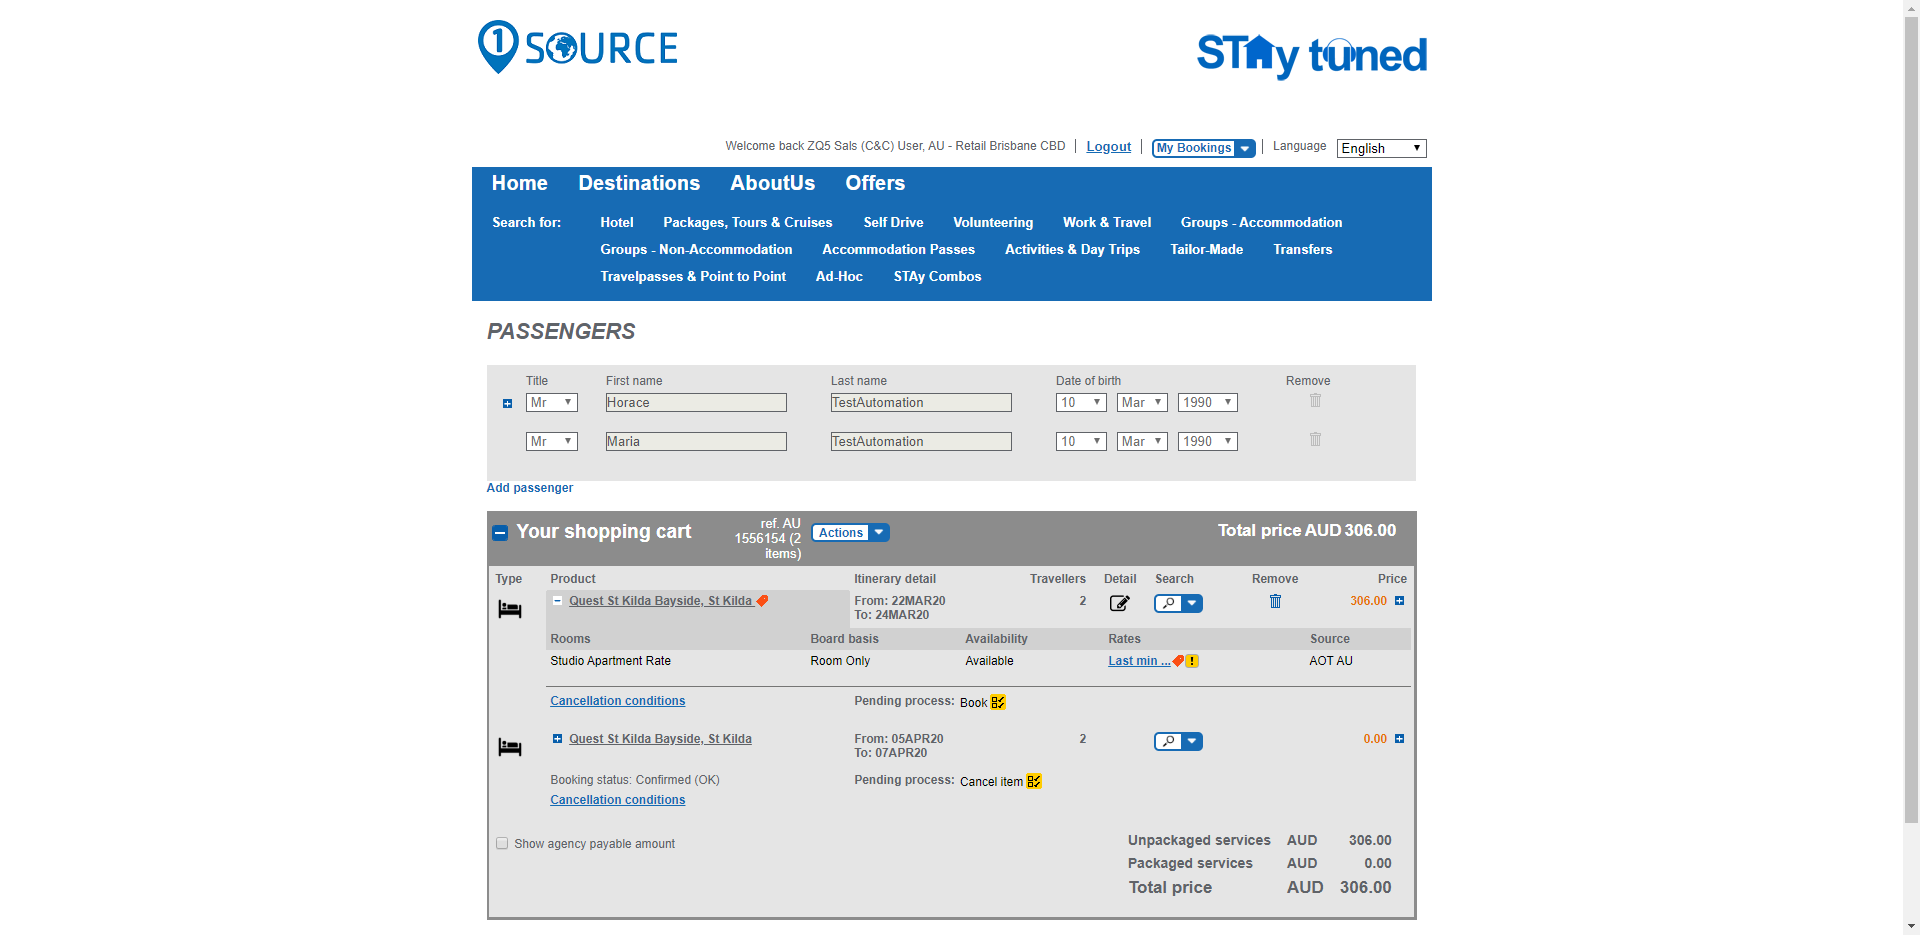 1 SOURCE
STAy tuned
Welcome back ZQ5 Sals (C&C) User, AU - Retail Brisbane CBD Logout My Bookings Language English
Home Destinations AboutUs Offers
Search for: Hotel Packages, Tours & Cruises Self Drive Volunteering Work & Travel Groups - Accommodation
Groups - Non-Accommodation Accommodation Passes Activities & Day Trips Tailor-Made Transfers
Travelpasses & Point to Point Ad-Hoc STAy Combos
PASSENGERS
Title First name Last name Date of birth Remove
Mr Horace TestAutomation 10 Mar 1990
Mr Maria TestAutomation 10 Mar 1990
Add passenger
Your shopping cart ref. AU 1556154 (2 items) Actions Total price AUD 306.00
Type Product Itinerary detail Travellers Detail Search Remove Price
Quest St Kilda Bayside, St Kilda From: 22MAR20 2 306.00
To: 24MAR20
Rooms Board basis Availability Rates Source
Studio Apartment Rate Room Only Available Last min ... ! AOT AU
Cancellation conditions Pending process: Book
Quest St Kilda Bayside, St Kilda From: 05APR20 2 0.00
To: 07APR20
Booking status: Confirmed (OK) Pending process: Cancel item
Cancellation conditions
Show agency payable amount
Unpackaged services AUD 306.00
Packaged services AUD 0.00
Total price AUD 306.00